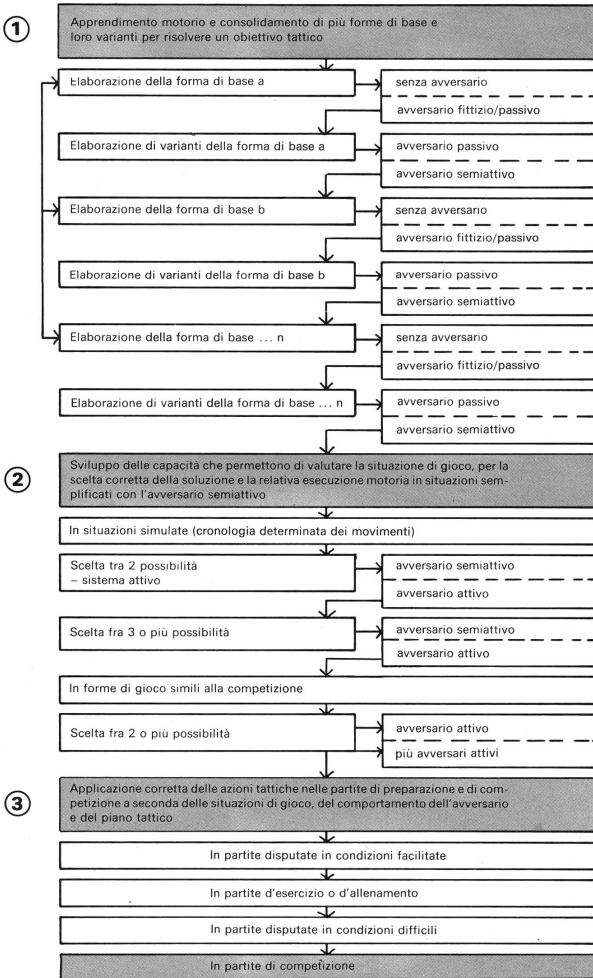 1
Apprendimento motorio e consolidamento di più forme di base e
loro varianti per risolvere un obiettivo tattico
Elaborazione della forma di base a
senza avversario
avversario fittizio/passivo
Elaborazione di varianti della forma di base a
avversario passivo
avversario semiattivo
Elaborazione della forma di base b
senza avversario
avversario fittizio/passivo
Elaborazione di varianti della forma di base b
avversario passivo
avversario semiattivo
Elaborazione della forma di base ... n
senza avversario
avversario fittizio/passivo
Elaborazione di varianti della forma di base ... n
avversario passivo
avversario semiattivo
2
Sviluppo delle capacità che permettono di valutare la situazione di gioco, per la
scelta corretta della soluzione e la relativa esecuzione motoria in situazioni sem-
plificati con l'avversario semiattivo
In situazioni simulate (cronologia determinata dei movimenti)
Scelta tra 2 possibilità
– sistema attivo
avversario semiattivo
avversario attivo
Scelta fra 3 o più possibilità
avversario semiattivo
avversario attivo
In forme di gioco simili alla competizione
Scelta fra 2 o più possibilità
avversario attivo
più avversari attivi
3
Applicazione corretta delle azioni tattiche nelle partite di preparazione e di com-
petizione a seconda delle situazioni di gioco, del comportamento dell'avversario
e del piano tattico
In partite disputate in condizioni facilitate
In partite d'esercizio o d'allenamento
In partite disputate in condizioni difficili
In partite di competizione